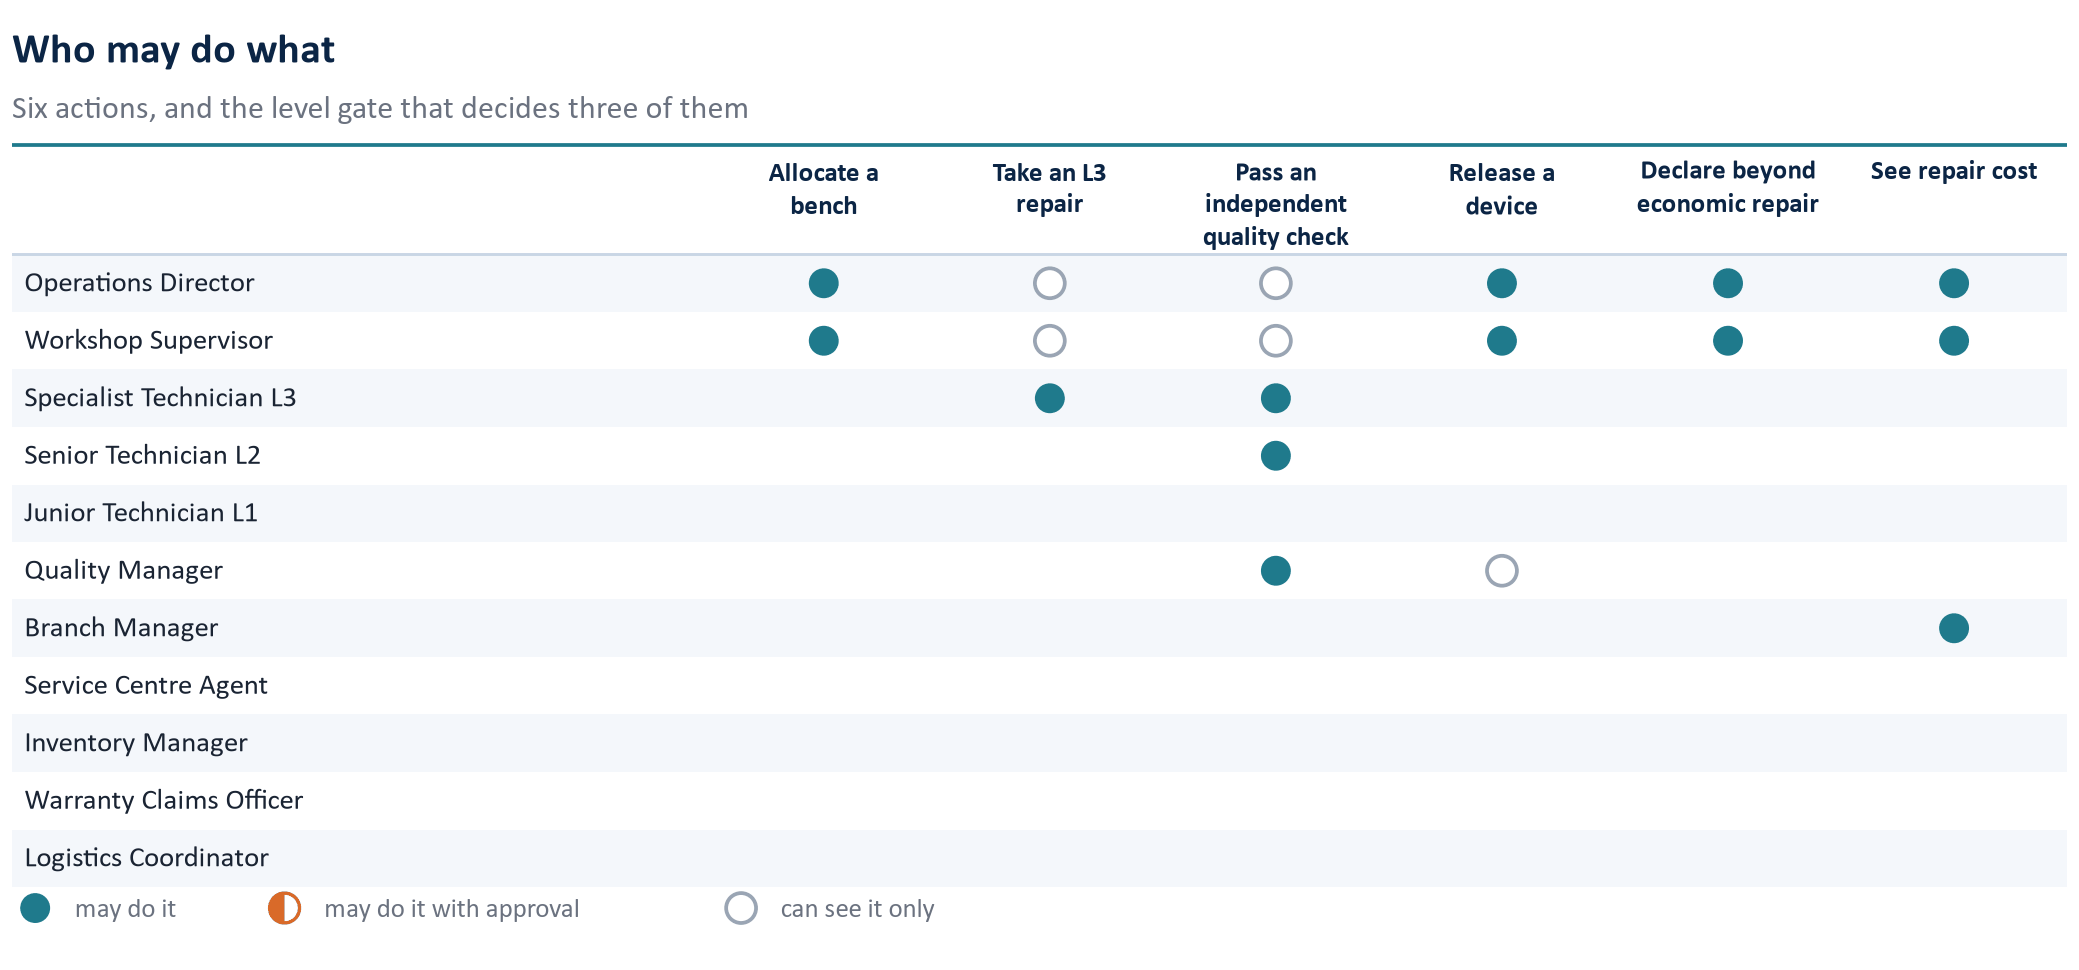 Who may do what
Six actions, and the level gate that decides three of them
Allocate a
bench
Take an L3
repair
Pass an
independent
quality check
Release a
device
Declare beyond
economic repair
See repair cost
Operations Director
Workshop Supervisor
Specialist Technician L3
Senior Technician L2
Junior Technician L1
Quality Manager
Branch Manager
Service Centre Agent
Inventory Manager
Warranty Claims Officer
Logistics Coordinator
may do it
may do it with approval
can see it only